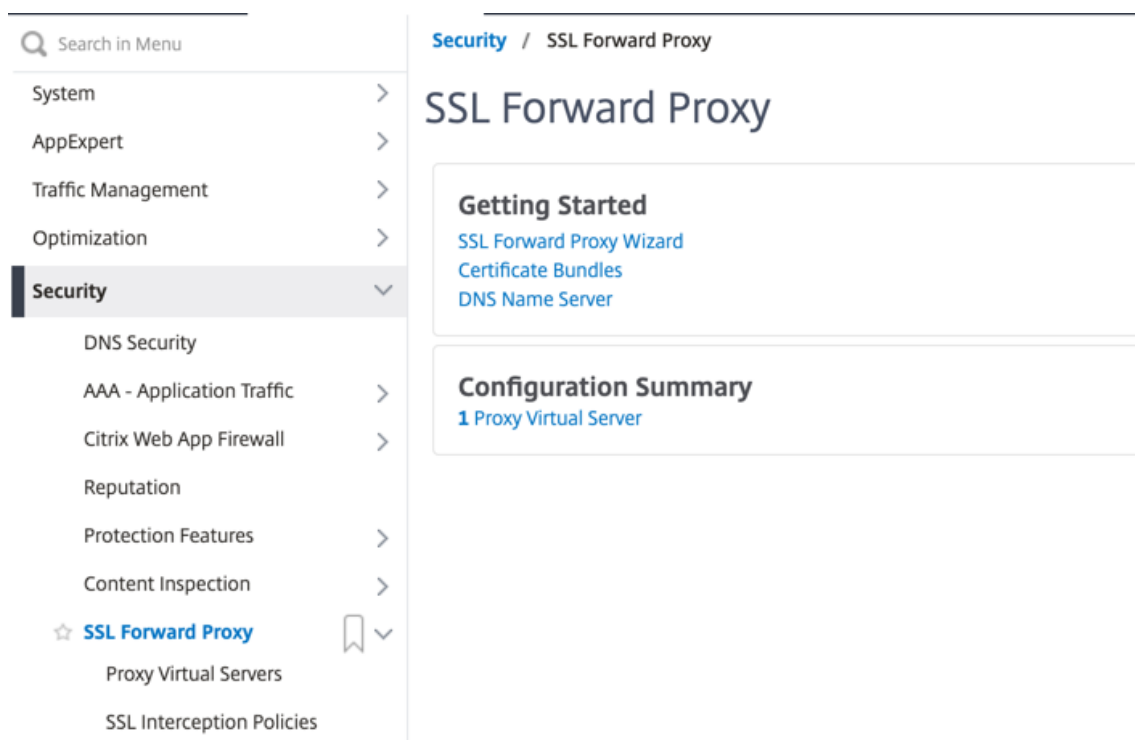 Search in Menu
System
AppExpert
Traffic Management
Optimization
Security
DNS Security
AAA - Application Traffic
Citrix Web App Firewall
Reputation
Protection Features
Content Inspection
SSL Forward Proxy
Proxy Virtual Servers
SSL Interception Policies
Security / SSL Forward Proxy
SSL Forward Proxy
Getting Started
SSL Forward Proxy Wizard
Certificate Bundles
DNS Name Server
Configuration Summary
1 Proxy Virtual Server